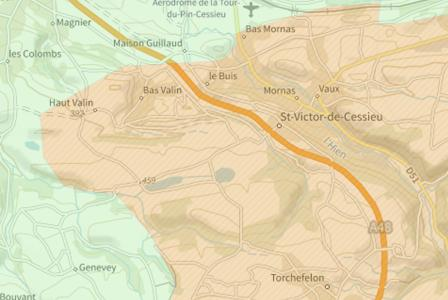 Aérodrome de la Tour-
du-Pin-Cessieu
Magnier
Bas Mornas
Maison Guillaud
les Colombs
le Buis
Bas Valin
Mornas
Vaux
Haut Valin
393
St-Victor-de-Cessieu
l'Hien
D51
459
A48
Genevey
Torchefelon
Bouvant